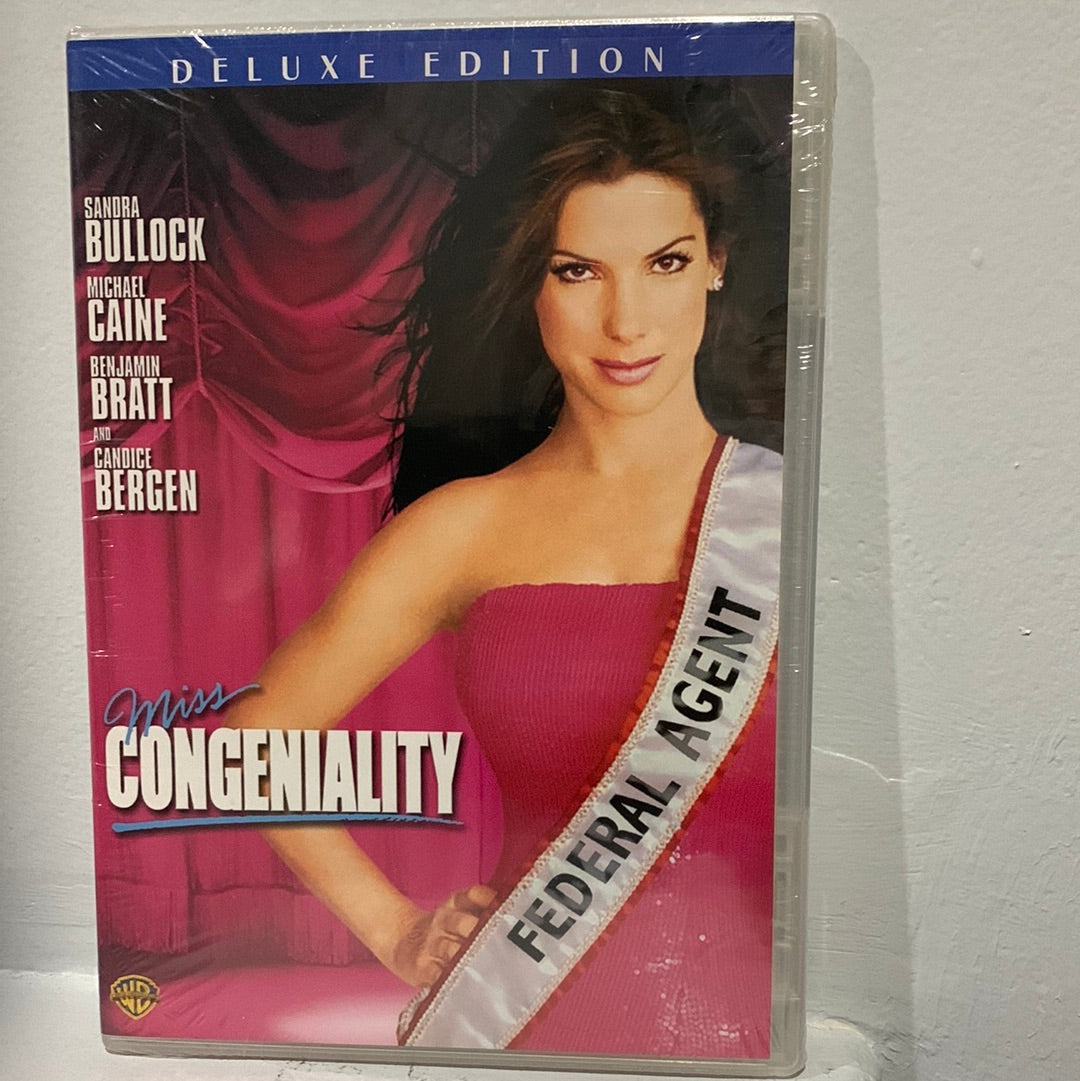 DELUXE EDITION
SANDRA
BULLOCK
MICHAEL
CAINE
BENJAMIN
BRATT
AND
CANDICE
BERGEN
Miss
CONGENIALITY
FEDERAL AGENT
WB